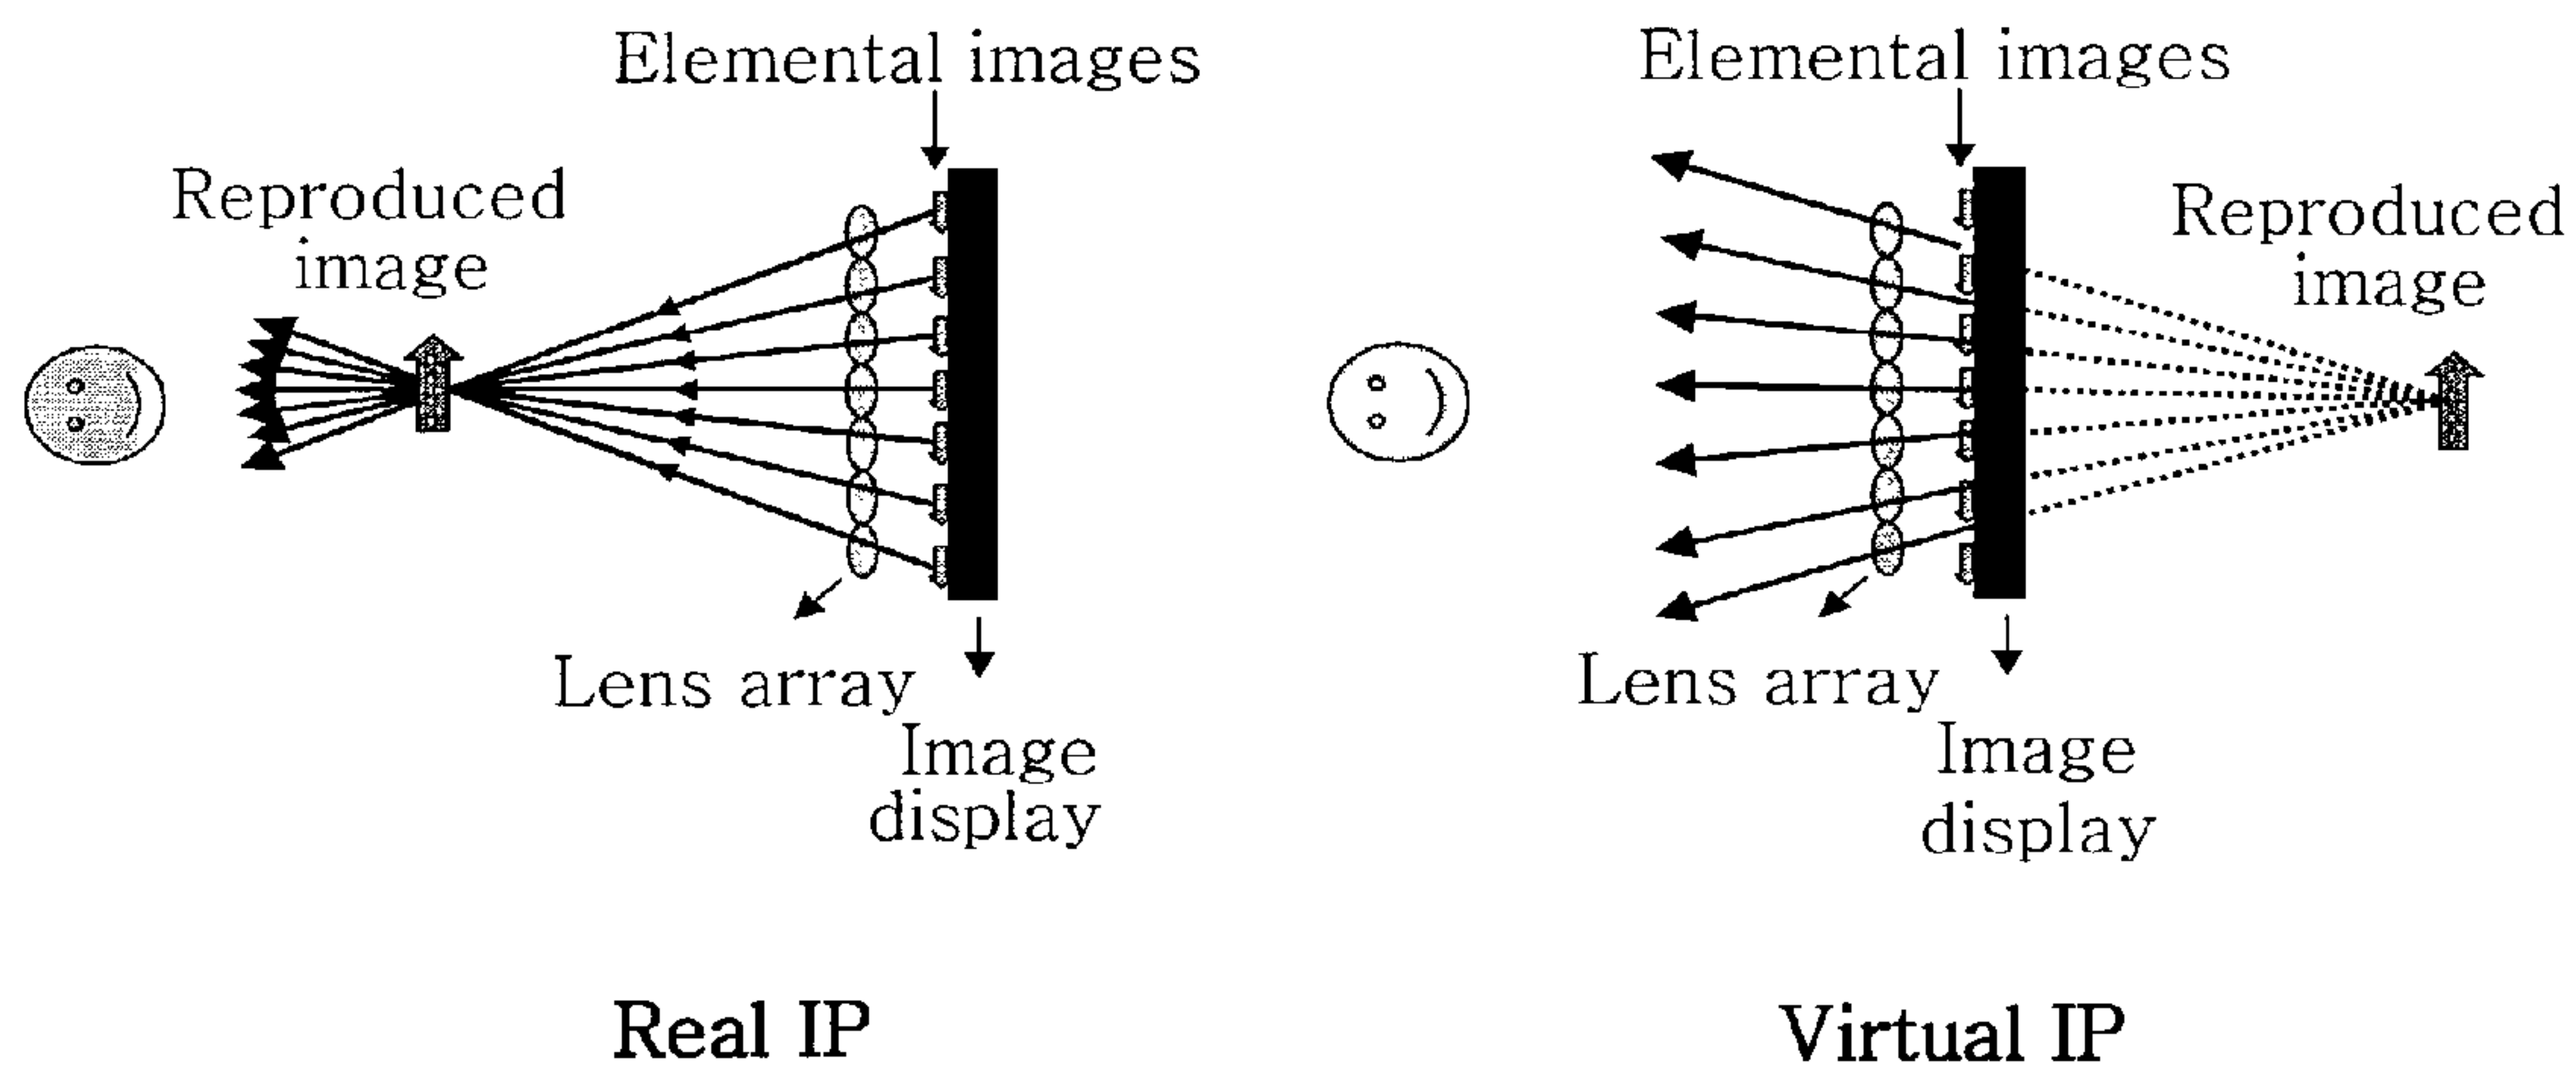 Elemental images
Reproduced
image
Lens array
Image
display
Real IP
Elemental images
Reproduced
image
Lens array
Image
display
Virtual IP